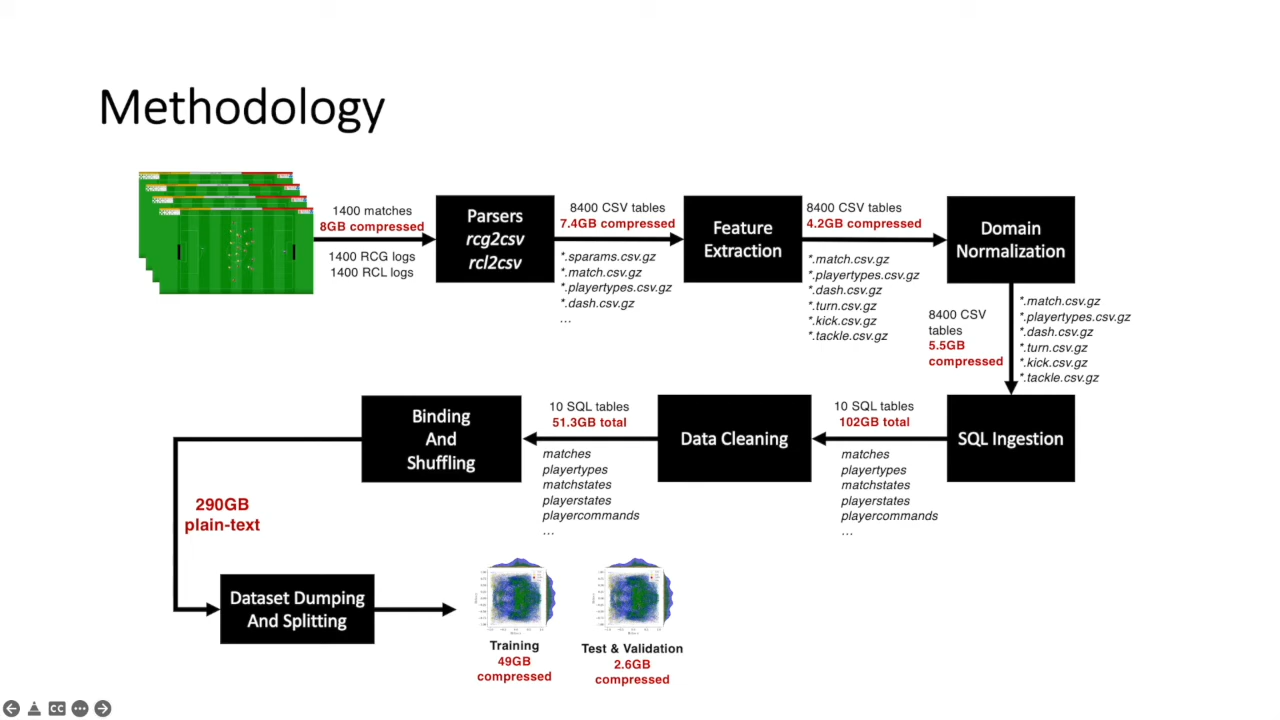 Methodology
1400 matches
8GB compressed
1400 RCG logs
1400 RCL logs
Parsers
rcg2csv
rcl2csv
8400 CSV tables
7.4GB compressed
*.sparams.csv.gz
*.match.csv.gz
*.playertypes.csv.gz
*.dash.csv.gz
...
Feature
Extraction
8400 CSV tables
4.2GB compressed
*.match.csv.gz
*.playertypes.csv.gz
*.dash.csv.gz
*.turn.csv.gz
*.kick.csv.gz
*.tackle.csv.gz
Domain
Normalization
8400 CSV
tables
5.5GB
compressed
*.match.csv.gz
*.playertypes.csv.gz
*.dash.csv.gz
*.turn.csv.gz
*.kick.csv.gz
*.tackle.csv.gz
SQL Ingestion
10 SQL tables
102GB total
matches
playertypes
matchstates
playerstates
playercommands
...
Data Cleaning
10 SQL tables
51.3GB total
matches
playertypes
matchstates
playerstates
playercommands
...
Binding
And
Shuffling
290GB
plain-text
Dataset Dumping
And Splitting
Training
49GB
compressed
Test & Validation
2.6GB
compressed
CC